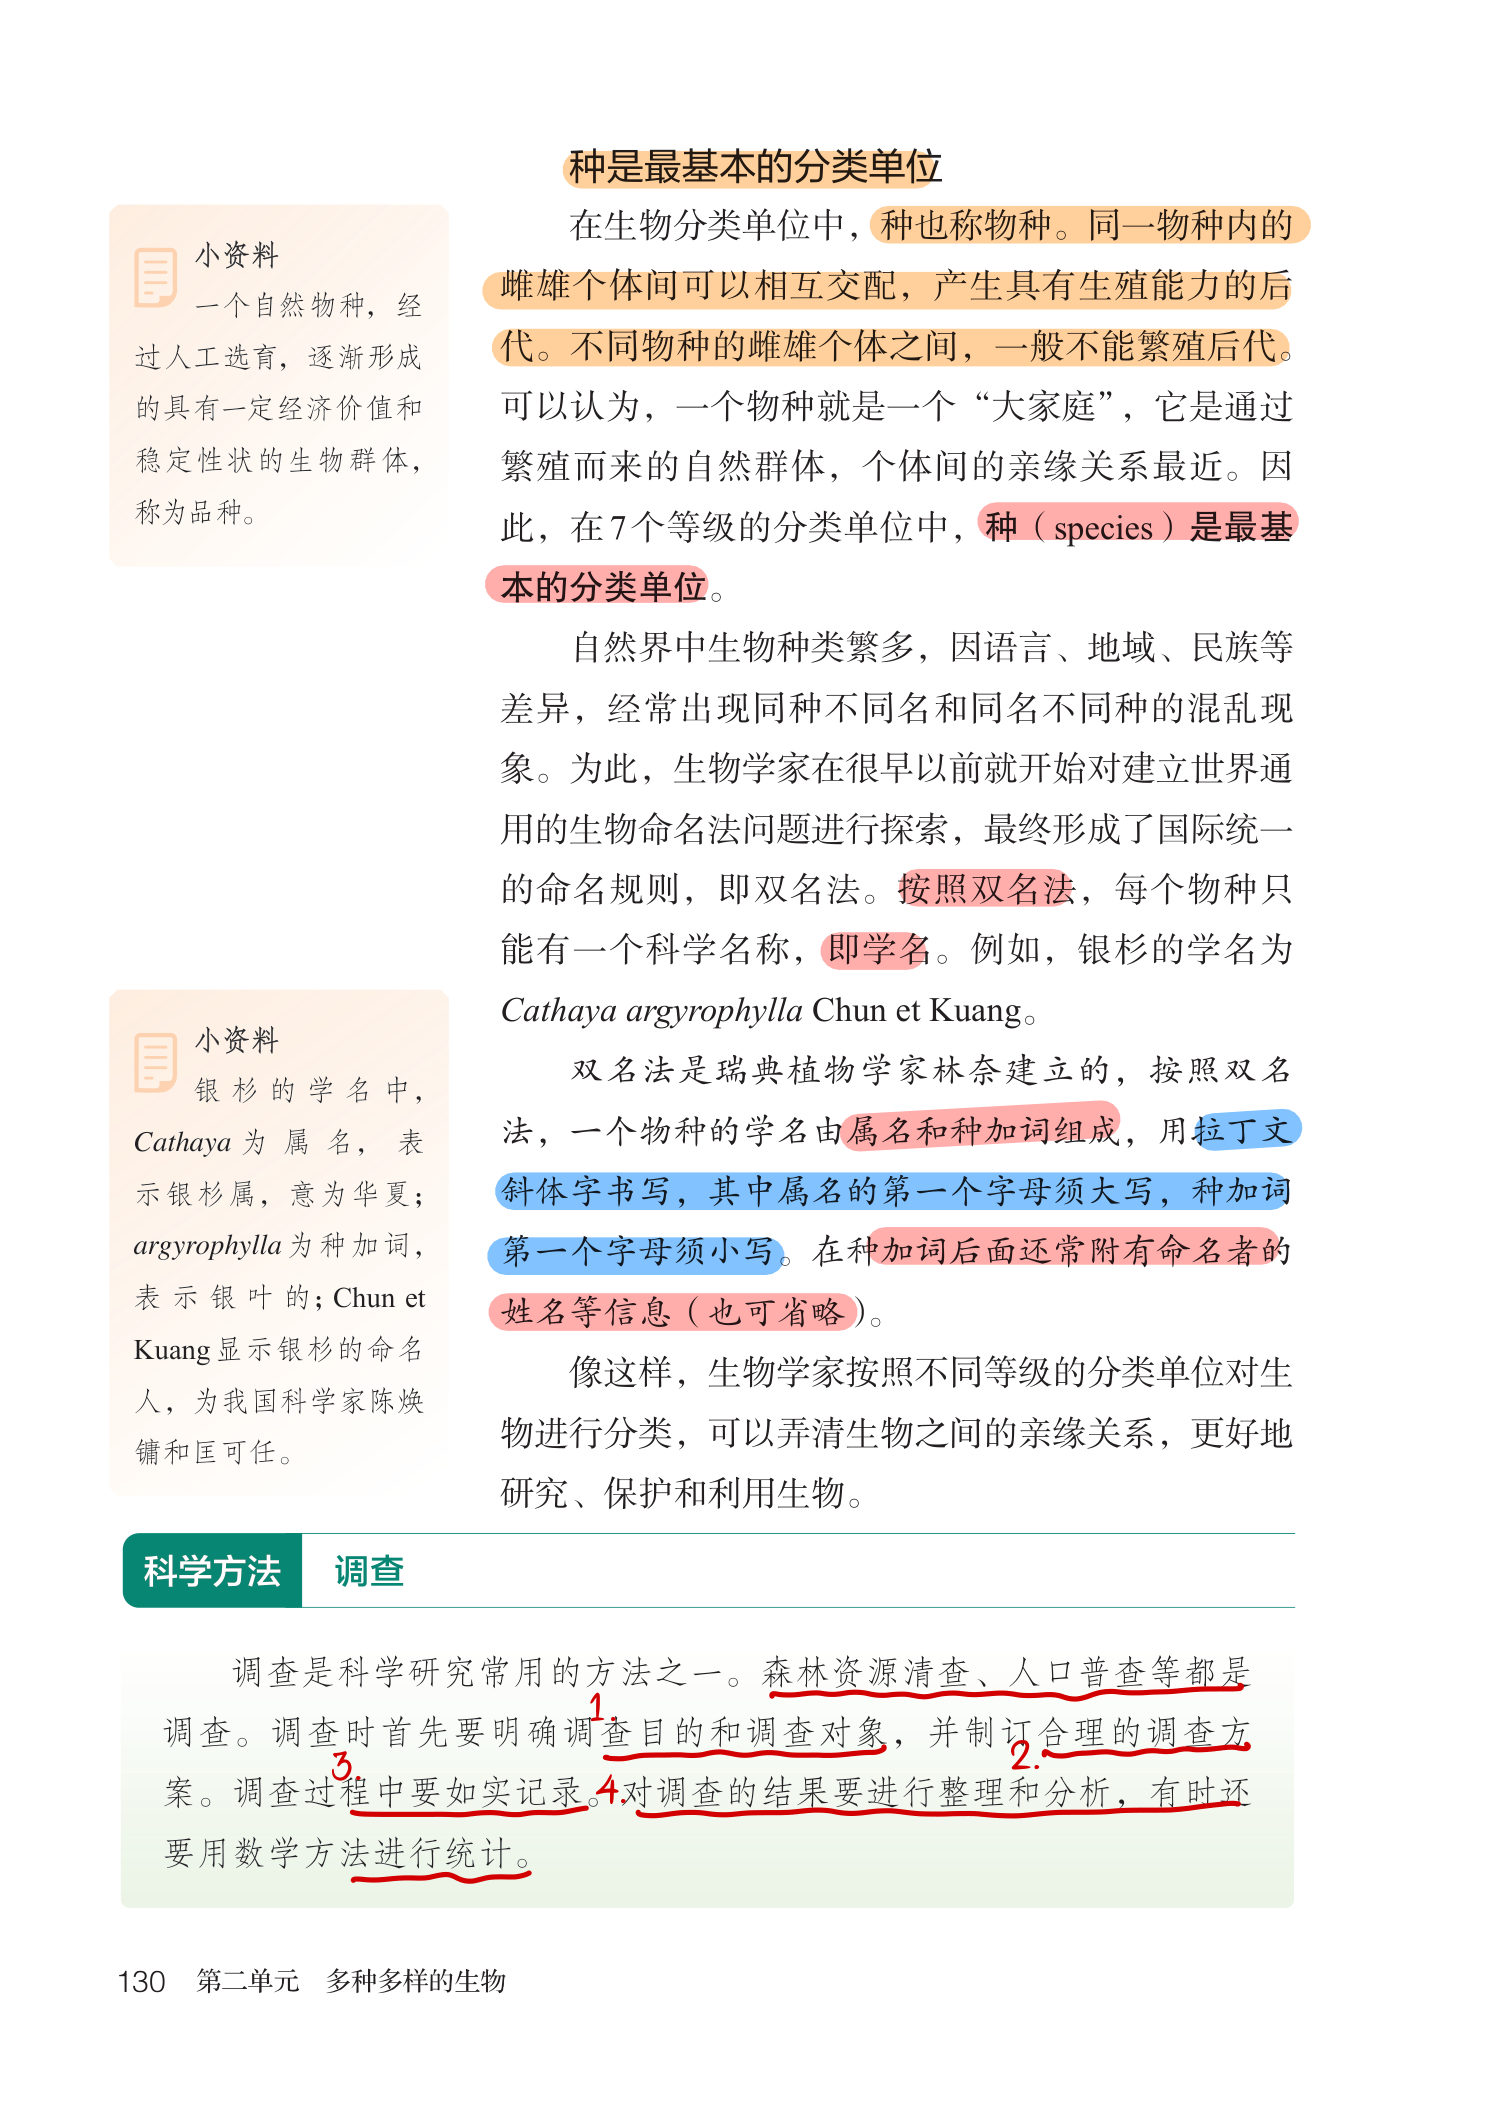 种是最基本的分类单位
在生物分类单位中，种也称物种。同一物种内的
雌雄个体间可以相互交配，产生具有生殖能力的后
代。不同物种的雌雄个体之间，一般不能繁殖后代。
可以认为，一个物种就是一个“大家庭”，它是通过
繁殖而来的自然群体，个体间的亲缘关系最近。因
此，在7个等级的分类单位中，种（species）是最基
本的分类单位。
小资料
一个自然物种，经
过人工选育，逐渐形成
的具有一定经济价值和
稳定性状的生物群体，
称为品种。
自然界中生物种类繁多，因语言、地域、民族等
差异，经常出现同种不同名和同名不同种的混乱现
象。为此，生物学家在很早以前就开始对建立世界通
用的生物命名法问题进行探索，最终形成了国际统一
的命名规则，即双名法。按照双名法，每个物种只
能有一个科学名称，即学名。例如，银杉的学名为
Cathaya argyrophylla Chun et Kuang。
双名法是瑞典植物学家林奈建立的，按照双名
法，一个物种的学名由属名和种加词组成，用拉丁文
斜体字书写，其中属名的第一个字母须大写，种加词
第一个字母须小写。在种加词后面还常附有命名者的
姓名等信息（也可省略）。
小资料
银杉的学名中，
Cathaya 为属名，表
示银杉属，意为华夏；
argyrophylla 为种加词，
表示银叶的；Chun et
Kuang显示银杉的命名
人，为我国科学家陈焕
镛和匡可任。
像这样，生物学家按照不同等级的分类单位对生
物进行分类，可以弄清生物之间的亲缘关系，更好地
研究、保护和利用生物。
科学方法 调查
调查是科学研究常用的方法之一。森林资源清查、人口普查等都是
1.
调查。调查时首先要明确调查目的和调查对象，并制订合理的调查方
3. 2.
案。调查过程中要如实记录。4.对调查的结果要进行整理和分析，有时还
要用数学方法进行统计。
130 第二单元 多种多样的生物